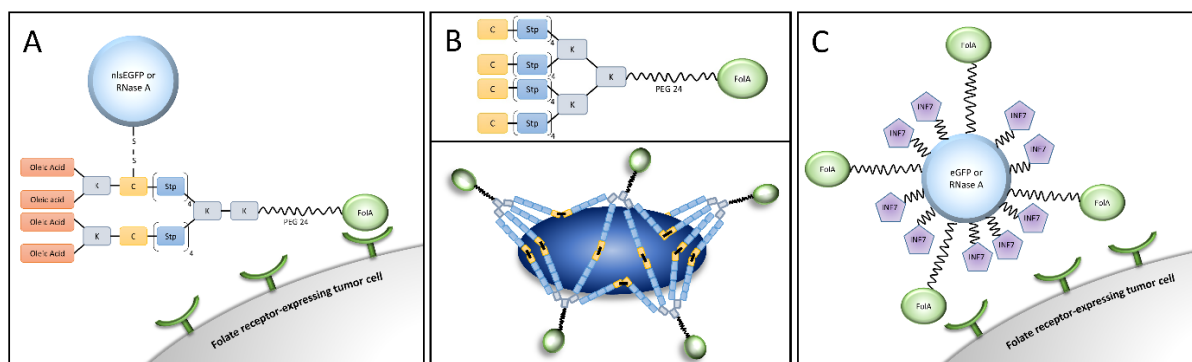 A
nlsEGFP or
RNase A
S
S
Oleic Acid
Oleic acid
Oleic Acid
Oleic Acid
K
C
Stp
4
K
C
Stp
4
K
K
PEG 24
FolA
Folate receptor-expressing tumor cell
B
C
Stp
4
C
Stp
4
C
Stp
4
C
Stp
4
K
K
K
PEG 24
FolA
C
FolA
INF7
INF7
INF7
INF7
FolA
eGFP or
RNase A
FolA
INF7
INF7
INF7
INF7
INF7
FolA
Folate receptor-expressing tumor cell